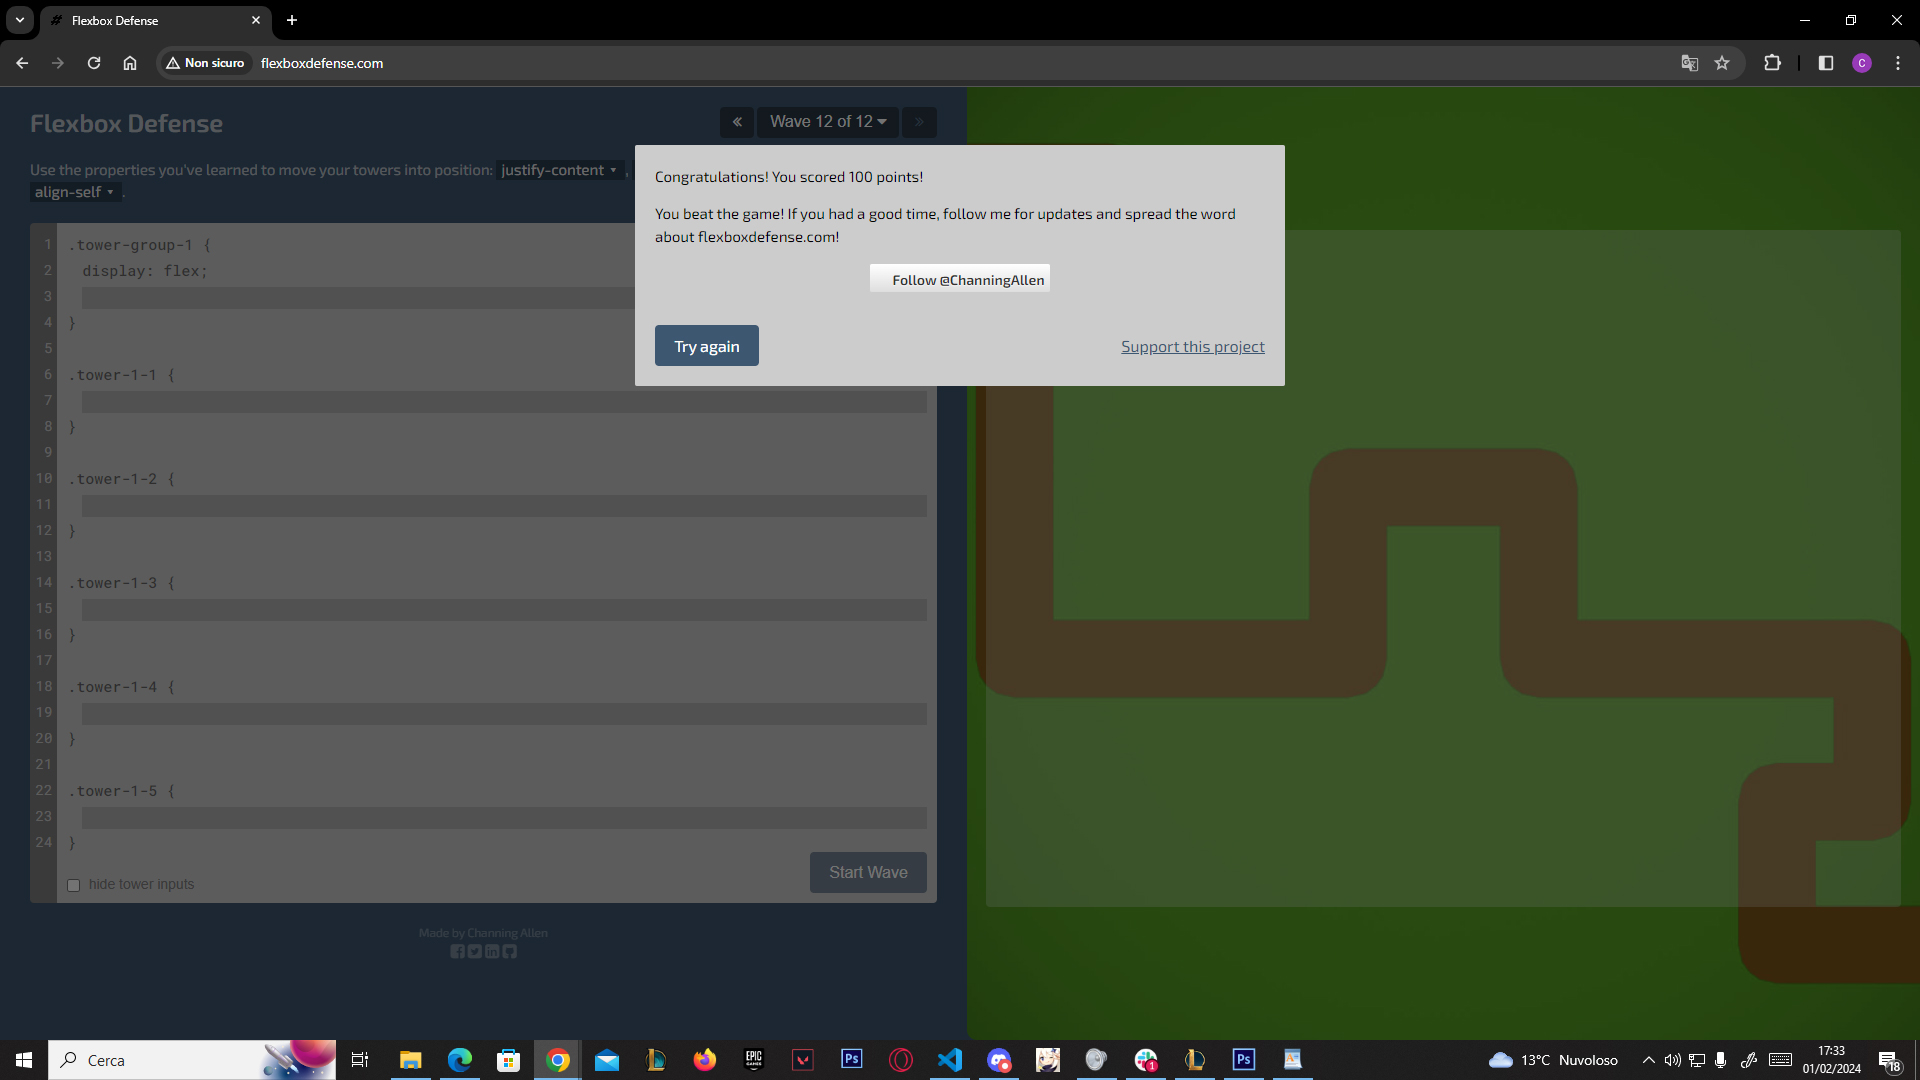 Flexbox Defense
Non sicuro
flexboxdefense.com
C
Flexbox Defense
Wave 12 of 12
Use the properties you've learned to move your towers into position: justify-content ,
align-self .
Congratulations! You scored 100 points!
You beat the game! If you had a good time, follow me for updates and spread the word
about flexboxdefense.com!
Follow @ChanningAllen
Try again
Support this project
1 .tower-group-1 {
2 display: flex;
3
4 }
5
6 .tower-1-1 {
7
8 }
9
10 .tower-1-2 {
11
12 }
13
14 .tower-1-3 {
15
16 }
17
18 .tower-1-4 {
19
20 }
21
22 .tower-1-5 {
23
24 }
hide tower inputs
Start Wave
Made by Channing Allen
Cerca
EPIC GAMES
Ps
1
Ps
13°C Nuvoloso
17:33
01/02/2024
18